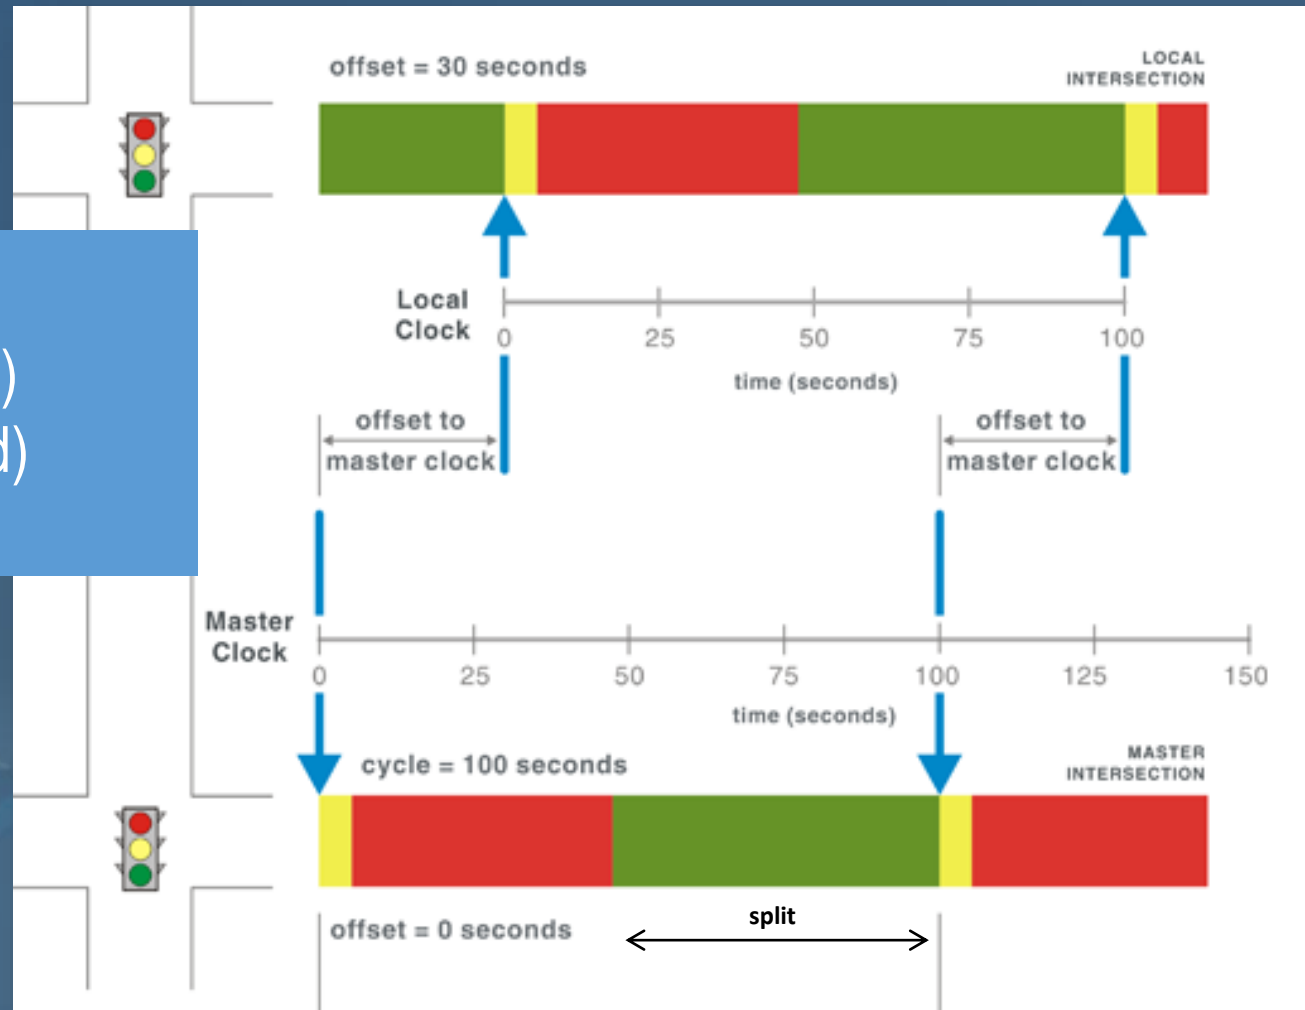 offset = 30 seconds
LOCAL
INTERSECTION
Local
Clock
0 25 50 75 100
time (seconds)
)
d)
offset to
master clock
offset to
master clock
Master
Clock
0 25 50 75 100 125 150
time (seconds)
cycle = 100 seconds
MASTER
INTERSECTION
offset = 0 seconds
split